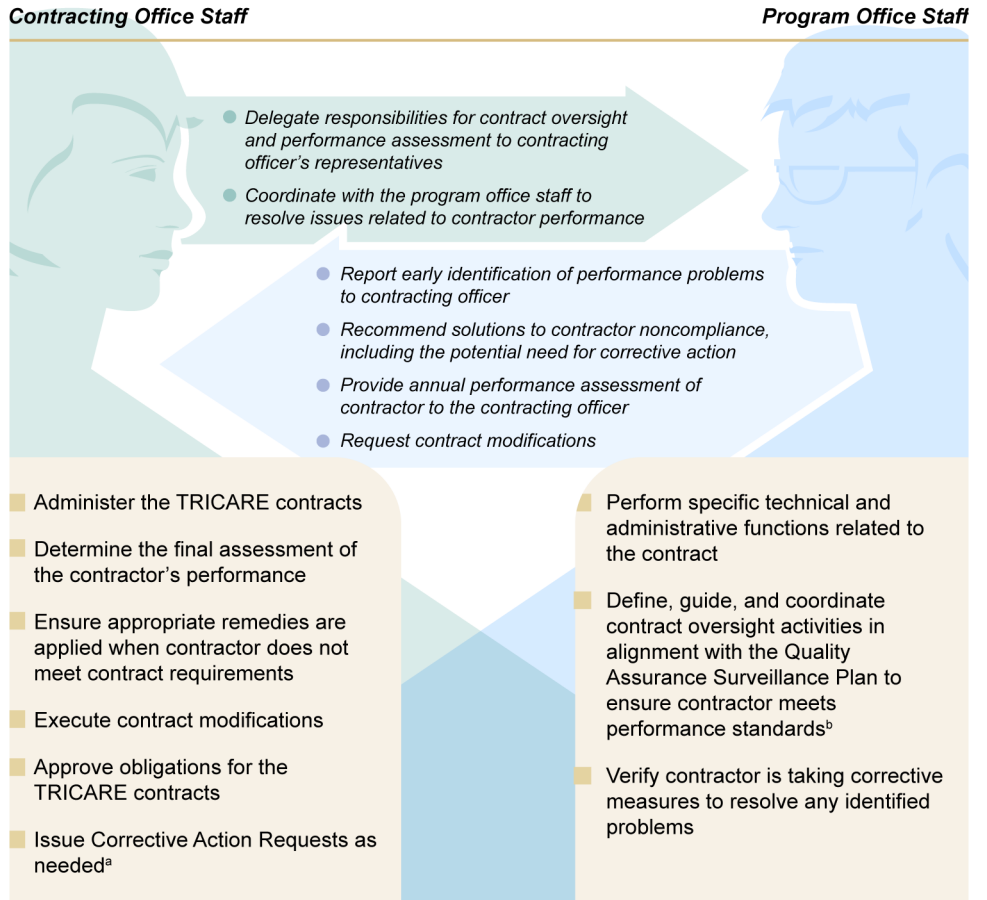 Contracting Office Staff
Program Office Staff
● Delegate responsibilities for contract oversight
and performance assessment to contracting
officer’s representatives
● Coordinate with the program office staff to
resolve issues related to contractor performance
● Report early identification of performance problems
to contracting officer
● Recommend solutions to contractor noncompliance,
including the potential need for corrective action
● Provide annual performance assessment of
contractor to the contracting officer
● Request contract modifications
■ Administer the TRICARE contracts
■ Determine the final assessment of
the contractor’s performance
■ Ensure appropriate remedies are
applied when contractor does not
meet contract requirements
■ Execute contract modifications
■ Approve obligations for the
TRICARE contracts
■ Issue Corrective Action Requests as
neededᵃ
■ Perform specific technical and
administrative functions related to
the contract
■ Define, guide, and coordinate
contract oversight activities in
alignment with the Quality
Assurance Surveillance Plan to
ensure contractor meets
performance standardsᵇ
■ Verify contractor is taking corrective
measures to resolve any identified
problems